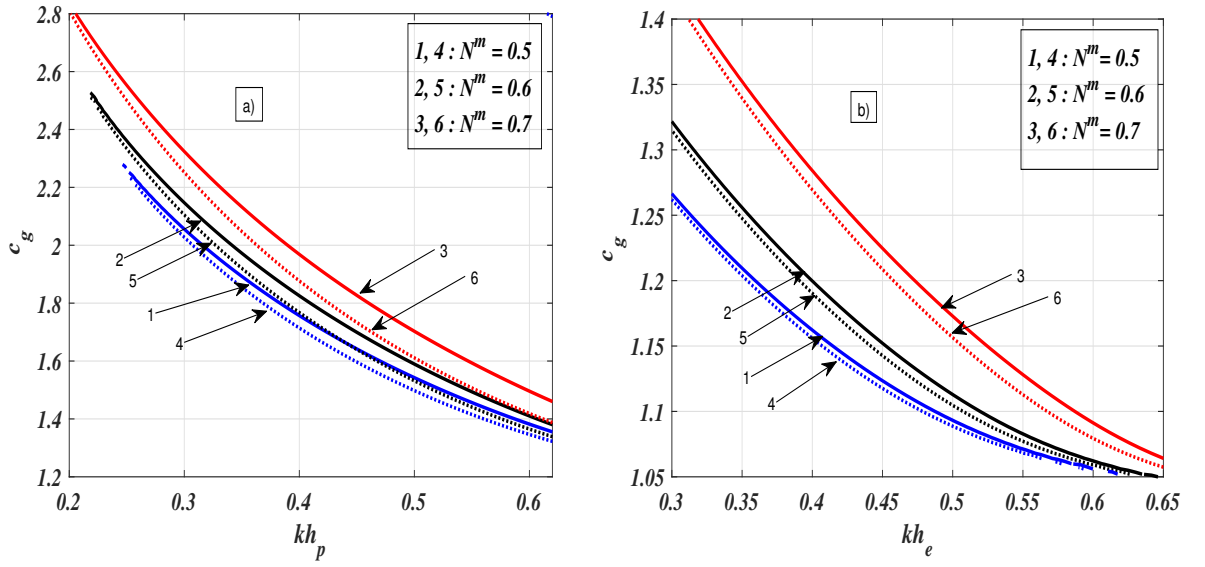 2.8
2.6
2.4
2.2
2
1.8
1.6
1.4
1.2
c_g
0.2 0.3 0.4 0.5 0.6
kh_p
a)
1, 4 : N^m = 0.5
2, 5 : N^m = 0.6
3, 6 : N^m = 0.7
2
5
1
4
3
6
1.4
1.35
1.3
1.25
1.2
1.15
1.1
1.05
c_g
0.3 0.35 0.4 0.45 0.5 0.55 0.6 0.65
kh_e
b)
1, 4 : N^m = 0.5
2, 5 : N^m = 0.6
3, 6 : N^m = 0.7
2
5
1
4
3
6